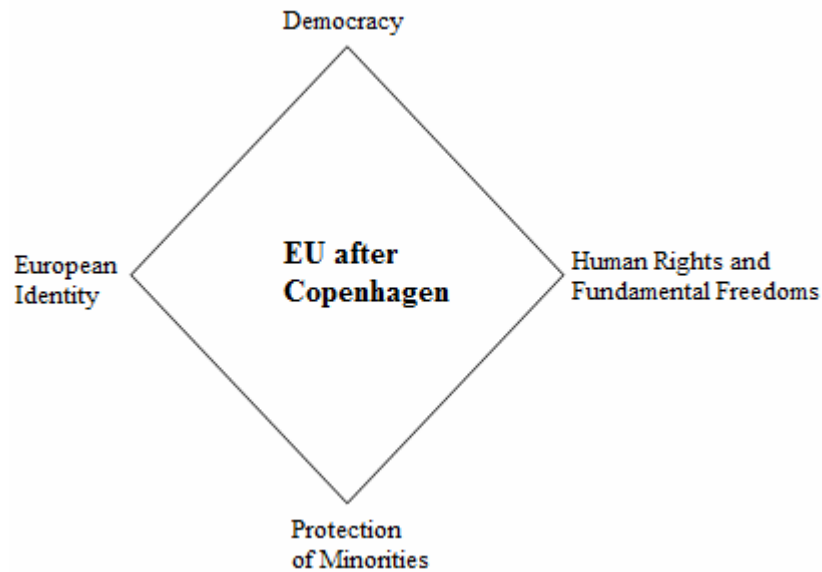 Democracy
European
Identity
EU after
Copenhagen
Human Rights and
Fundamental Freedoms
Protection
of Minorities